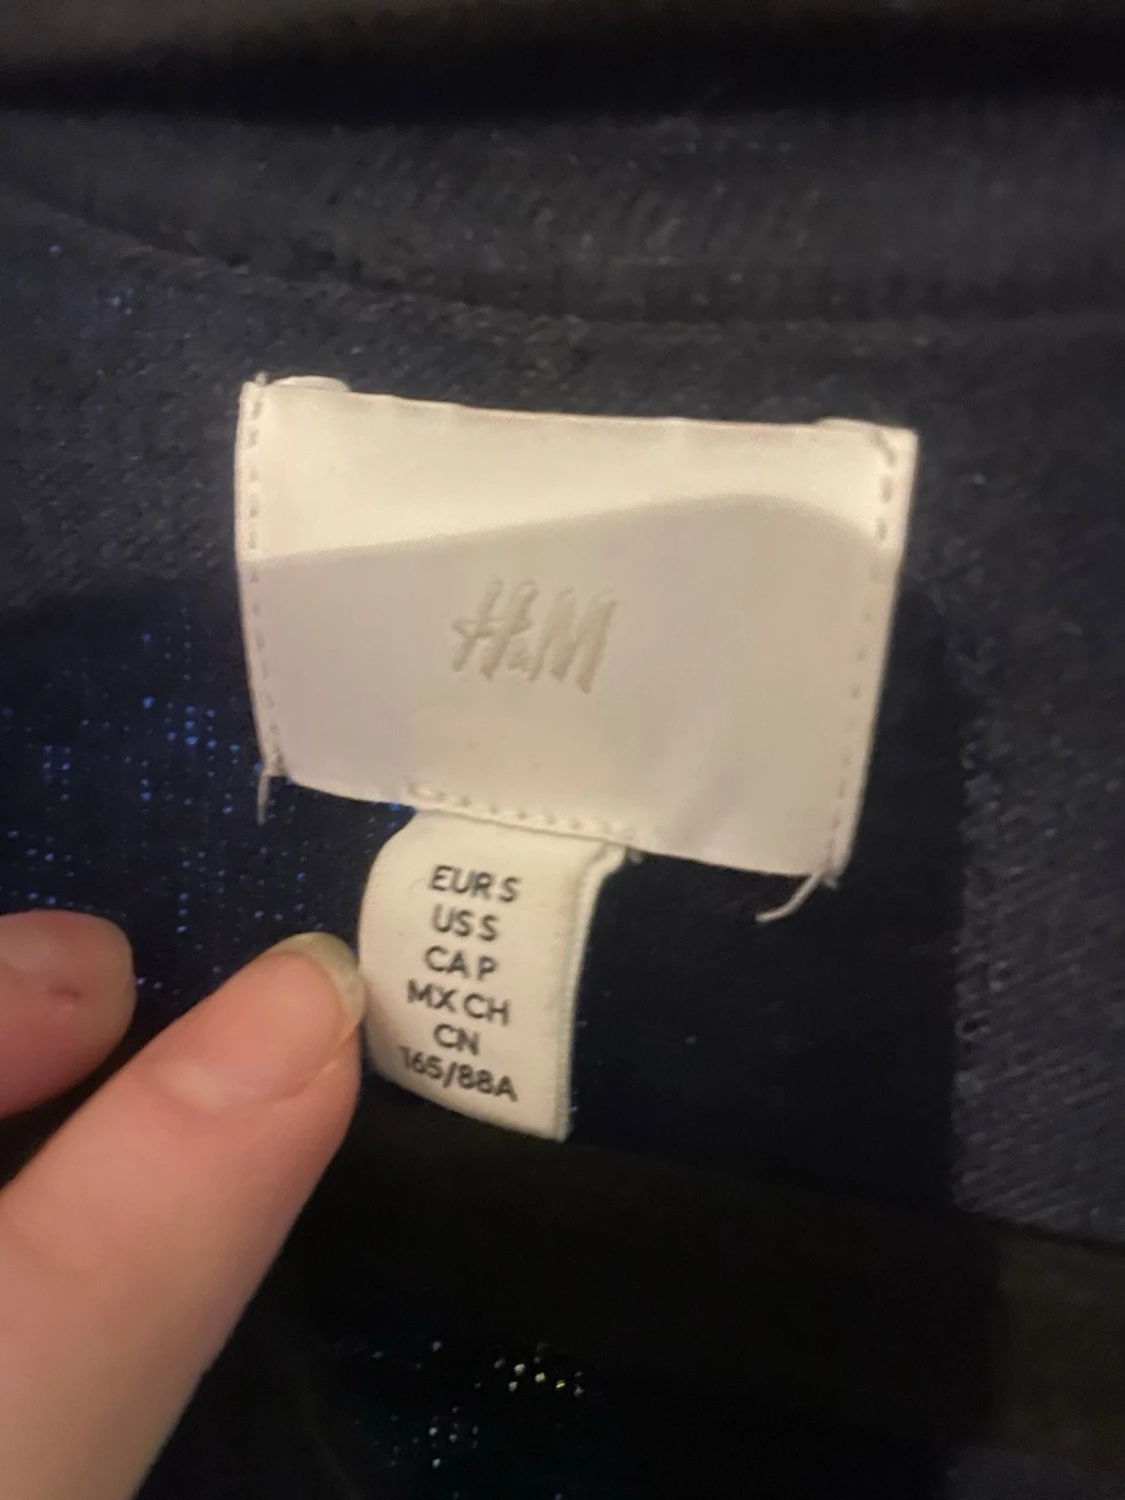 H&M
EUR S
US S
CA P
MX CH
CN
165/88A